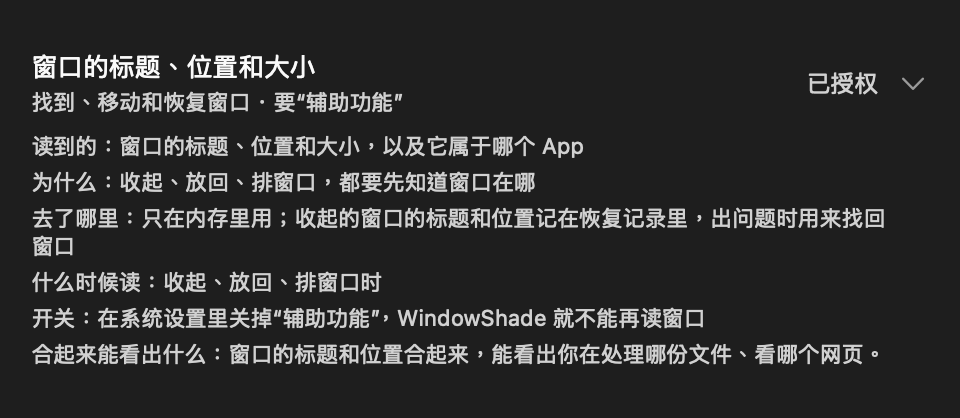 窗口的标题、位置和大小
已授权
找到、移动和恢复窗口 · 要“辅助功能”
读到的：窗口的标题、位置和大小，以及它属于哪个 App
为什么：收起、放回、排窗口，都要先知道窗口在哪
去了哪里：只在内存里用；收起的窗口的标题和位置记在恢复记录里，出问题时用来找回
窗口
什么时候读：收起、放回、排窗口时
开关：在系统设置里关掉“辅助功能”，WindowShade 就不能再读窗口
合起来能看出什么：窗口的标题和位置合起来，能看出你在处理哪份文件、看哪个网页。